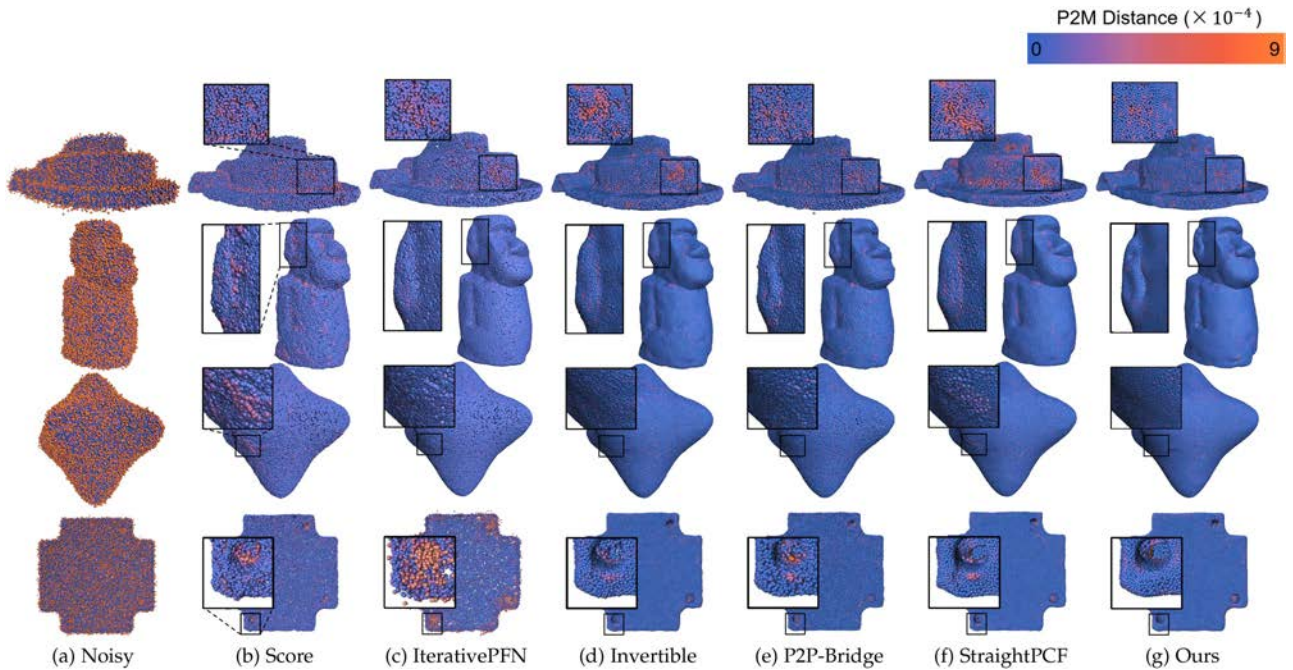 P2M Distance (× 10⁻⁴)
0 9
(a) Noisy (b) Score (c) IterativePFN (d) Invertible (e) P2P-Bridge (f) StraightPCF (g) Ours